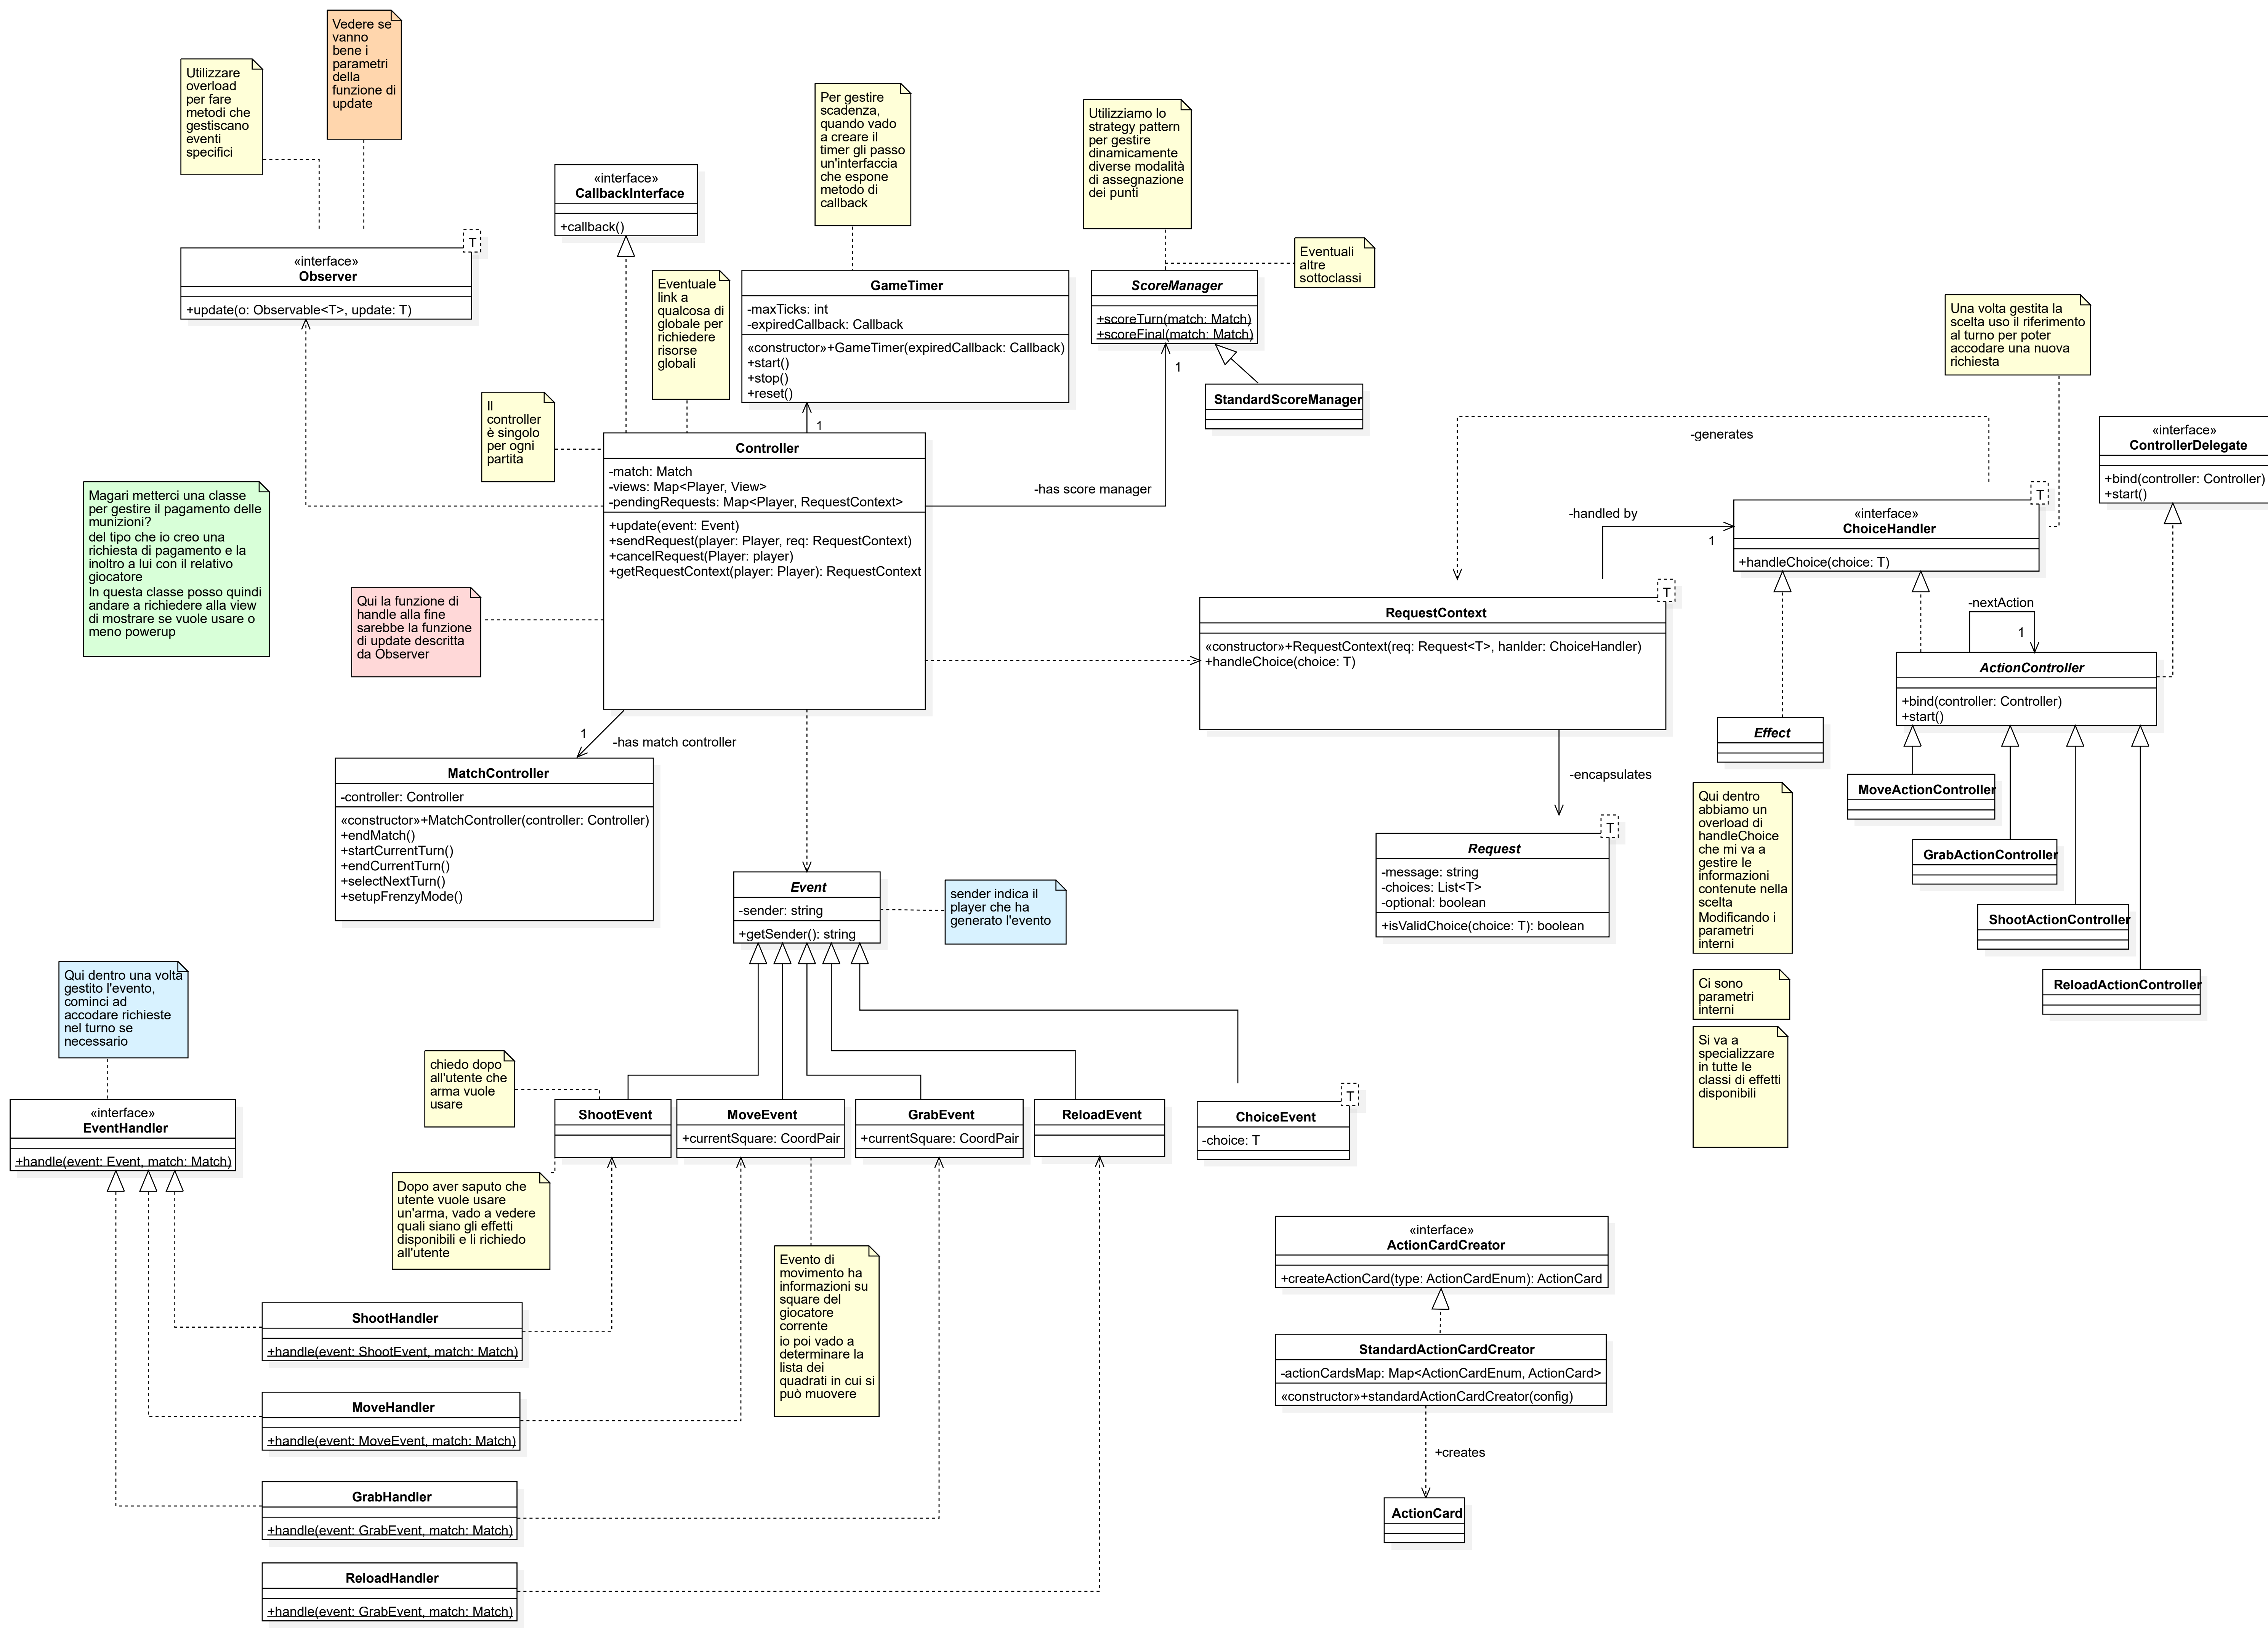 Vedere se
vanno
bene i
parametri
della
funzione di
update
Utilizzare
overload
per fare
metodi che
gestiscano
eventi
specifici
Per gestire
scadenza,
quando vado
a creare il
timer gli passo
un'interfaccia
che espone
metodo di
callback
Utilizziamo lo
strategy pattern
per gestire
dinamicamente
diverse modalità
di assegnazione
dei punti
«interface»
CallbackInterface
+callback()
T
«interface»
Observer
+update(o: Observable<T>, update: T)
Eventuali
altre
sottoclassi
Eventuale
link a
qualcosa di
globale per
richiedere
risorse
globali
GameTimer
-maxTicks: int
-expiredCallback: Callback
«constructor»+GameTimer(expiredCallback: Callback)
+start()
+stop()
+reset()
1
ScoreManager
+scoreTurn(match: Match)
+scoreFinal(match: Match)
1
StandardScoreManager
Una volta gestita la
scelta uso il riferimento
al turno per poter
accodare una nuova
richiesta
Il
controller
è singolo
per ogni
partita
Controller
-match: Match
-views: Map<Player, View>
-pendingRequests: Map<Player, RequestContext>
+update(event: Event)
+sendRequest(player: Player, req: RequestContext)
+cancelRequest(Player: player)
+getRequestContext(player: Player): RequestContext
-has score manager
-generates
«interface»
ControllerDelegate
+bind(controller: Controller)
+start()
Magari metterci una classe
per gestire il pagamento delle
munizioni?
del tipo che io creo una
richiesta di pagamento e la
inoltro a lui con il relativo
giocatore
In questa classe posso quindi
andare a richiedere alla view
di mostrare se vuole usare o
meno powerup
Qui la funzione di
handle alla fine
sarebbe la funzione
di update descritta
da Observer
-handled by
1
T
«interface»
ChoiceHandler
+handleChoice(choice: T)
T
RequestContext
«constructor»+RequestContext(req: Request<T>, hanlder: ChoiceHandler)
+handleChoice(choice: T)
-nextAction
1
ActionController
+bind(controller: Controller)
+start()
Effect
1
-has match controller
MatchController
-controller: Controller
«constructor»+MatchController(controller: Controller)
+endMatch()
+startCurrentTurn()
+endCurrentTurn()
+selectNextTurn()
+setupFrenzyMode()
-encapsulates
MoveActionController
GrabActionController
ShootActionController
ReloadActionController
Qui dentro
abbiamo un
overload di
handleChoice
che mi va a
gestire le
informazioni
contenute nella
scelta
Modificando i
parametri
interni
Ci sono
parametri
interni
Si va a
specializzare
in tutte le
classi di effetti
disponibili
T
Request
-message: string
-choices: List<T>
-optional: boolean
+isValidChoice(choice: T): boolean
Event
-sender: string
+getSender(): string
sender indica il
player che ha
generato l'evento
Qui dentro una volta
gestito l'evento,
cominci ad
accodare richieste
nel turno se
necessario
chiedo dopo
all'utente che
arma vuole
usare
«interface»
EventHandler
+handle(event: Event, match: Match)
ShootEvent
MoveEvent
+currentSquare: CoordPair
GrabEvent
+currentSquare: CoordPair
ReloadEvent
T
ChoiceEvent
-choice: T
Dopo aver saputo che
utente vuole usare
un'arma, vado a vedere
quali siano gli effetti
disponibili e li richiedo
all'utente
Evento di
movimento ha
informazioni su
square del
giocatore
corrente
io poi vado a
determinare la
lista dei
quadrati in cui si
può muovere
«interface»
ActionCardCreator
+createActionCard(type: ActionCardEnum): ActionCard
StandardActionCardCreator
-actionCardsMap: Map<ActionCardEnum, ActionCard>
«constructor»+standardActionCardCreator(config)
+creates
ActionCard
ShootHandler
+handle(event: ShootEvent, match: Match)
MoveHandler
+handle(event: MoveEvent, match: Match)
GrabHandler
+handle(event: GrabEvent, match: Match)
ReloadHandler
+handle(event: GrabEvent, match: Match)